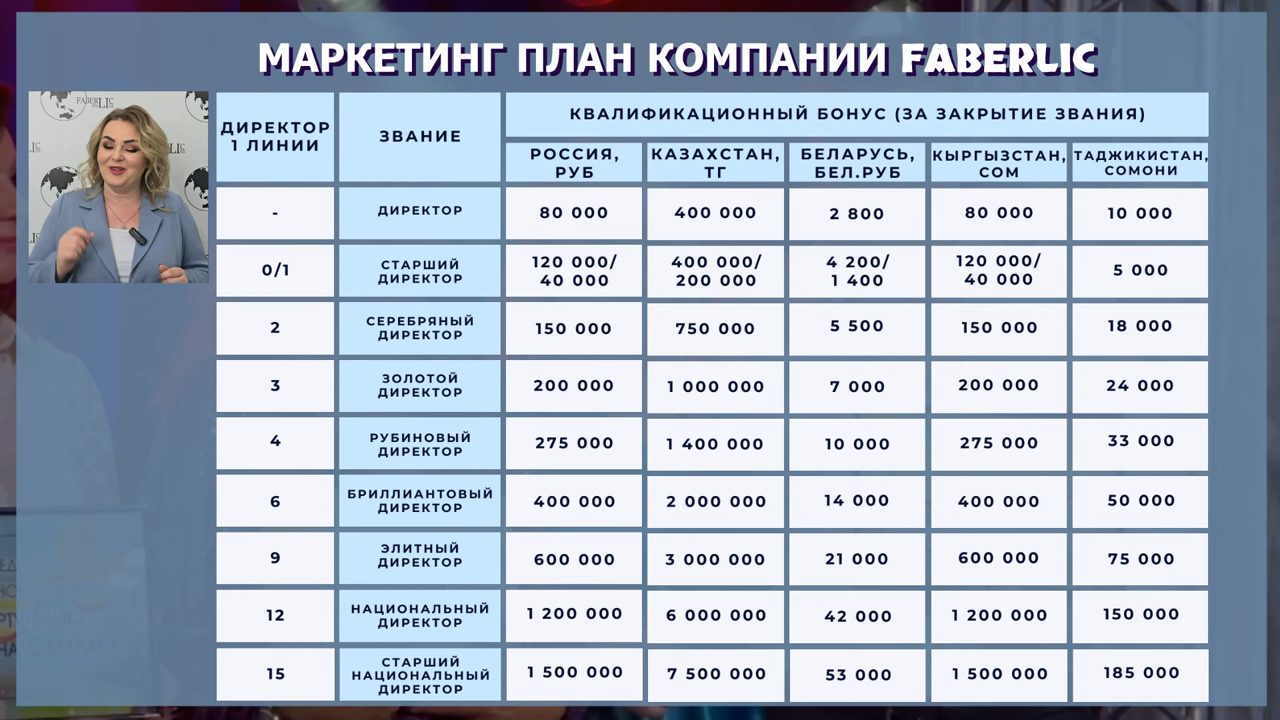 МАРКЕТИНГ ПЛАН КОМПАНИИ FABERLIC
FABERLIC
ДИРЕКТОР
1 ЛИНИИ
ЗВАНИЕ
КВАЛИФИКАЦИОННЫЙ БОНУС (ЗА ЗАКРЫТИЕ ЗВАНИЯ)
РОССИЯ,
РУБ
КАЗАХСТАН,
ТГ
БЕЛАРУСЬ,
БЕЛ.РУБ
КЫРГЫЗСТАН,
СОМ
ТАДЖИКИСТАН,
СОМОНИ
-
ДИРЕКТОР
80 000
400 000
2 800
80 000
10 000
0/1
СТАРШИЙ
ДИРЕКТОР
120 000/
40 000
400 000/
200 000
4 200/
1 400
120 000/
40 000
5 000
2
СЕРЕБРЯНЫЙ
ДИРЕКТОР
150 000
750 000
5 500
150 000
18 000
3
ЗОЛОТОЙ
ДИРЕКТОР
200 000
1 000 000
7 000
200 000
24 000
4
РУБИНОВЫЙ
ДИРЕКТОР
275 000
1 400 000
10 000
275 000
33 000
6
БРИЛЛИАНТОВЫЙ
ДИРЕКТОР
400 000
2 000 000
14 000
400 000
50 000
9
ЭЛИТНЫЙ
ДИРЕКТОР
600 000
3 000 000
21 000
600 000
75 000
12
НАЦИОНАЛЬНЫЙ
ДИРЕКТОР
1 200 000
6 000 000
42 000
1 200 000
150 000
15
СТАРШИЙ
НАЦИОНАЛЬНЫЙ
ДИРЕКТОР
1 500 000
7 500 000
53 000
1 500 000
185 000